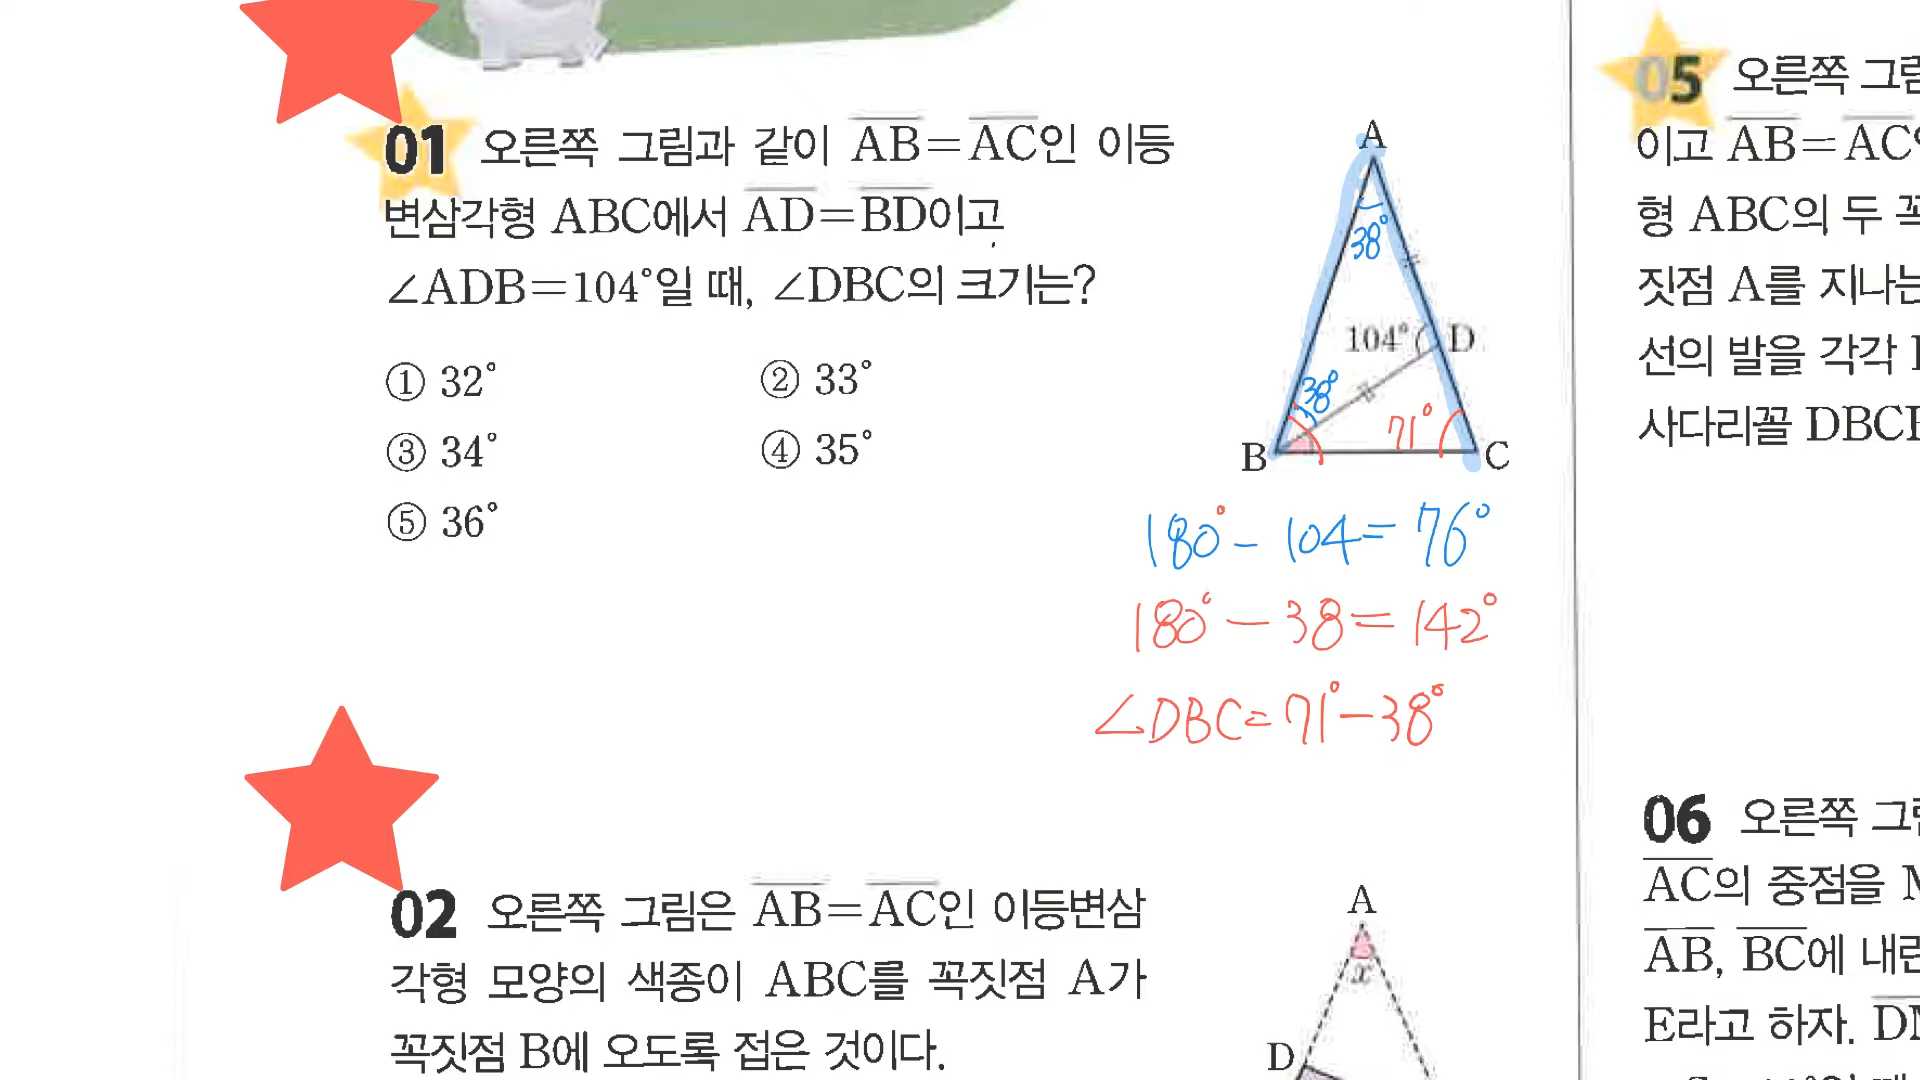 01 오른쪽 그림과 같이 AB=AC인 이등
변삼각형 ABC에서 AD=BD이고
∠ADB=104°일 때, ∠DBC의 크기는?
① 32° ② 33°
③ 34° ④ 35°
⑤ 36°
A
38°
104° D
38°
71°
B C
180° - 104 = 76°
180° - 38 = 142°
∠DBC = 71° - 38°
02 오른쪽 그림은 AB=AC인 이등변삼
각형 모양의 색종이 ABC를 꼭짓점 A가
꼭짓점 B에 오도록 접은 것이다.
A
x
D
05 오른쪽 그림
이고 AB=AC
형 ABC의 두
짓점 A를 지나는
선의 발을 각각
사다리꼴 DBC
06 오른쪽
AC의 중점을
AB, BC에
E라고 하자.